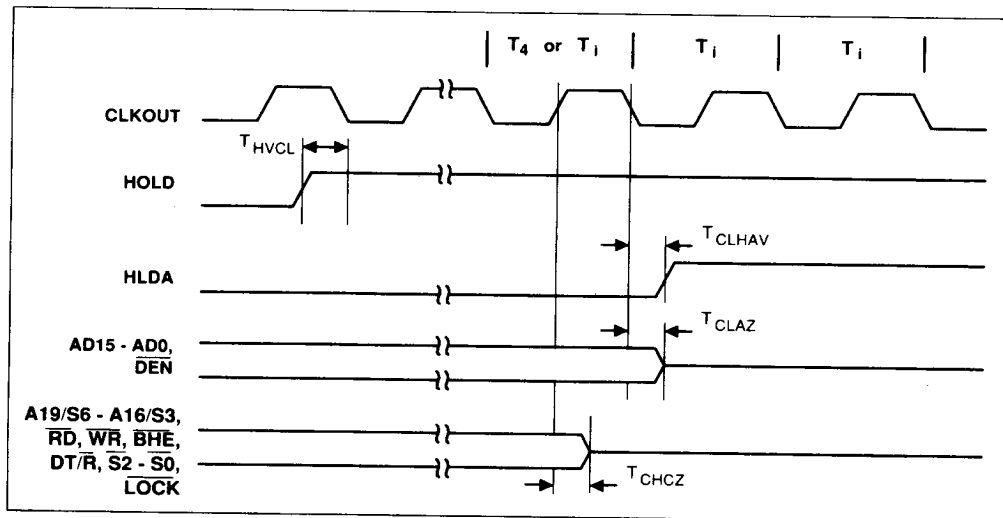 T4 or Ti
Ti
Ti
CLKOUT
THVCL
HOLD
TCLHAV
HLDA
TCLAZ
AD15 - AD0,
DEN
A19/S6 - A16/S3,
RD, WR, BHE,
DT/R, S2 - S0,
LOCK
TCHCZ